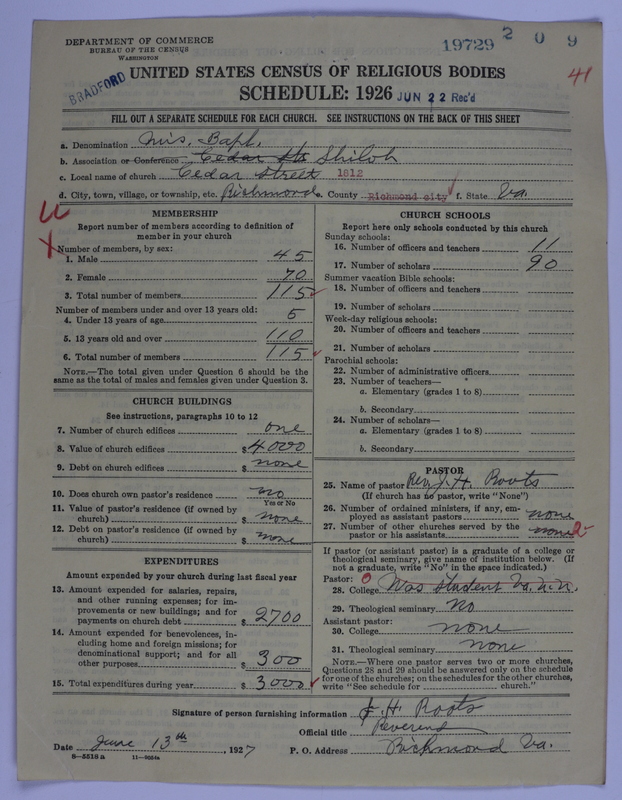 DEPARTMENT OF COMMERCE
BUREAU OF THE CENSUS
WASHINGTON
19729 2 0 9
BRADFORD
41
UNITED STATES CENSUS OF RELIGIOUS BODIES
SCHEDULE: 1926 JUN 22 Rec'd
FILL OUT A SEPARATE SCHEDULE FOR EACH CHURCH. SEE INSTRUCTIONS ON THE BACK OF THIS SHEET
a. Denomination Mis. Bapt.
b. Association or Conference Cedar Sts Shiloh
c. Local name of church Cedar Street 1812
d. City, town, village, or township, etc. Richmond e. County Richmond city f. State Va.
MEMBERSHIP
Report number of members according to definition of member in your church
Number of members, by sex:
1. Male 45
2. Female 70
3. Total number of members 115
Number of members under and over 13 years old:
4. Under 13 years of age 5
5. 13 years old and over 110
6. Total number of members 115
NOTE.—The total given under Question 6 should be the same as the total of males and females given under Question 3.
CHURCH BUILDINGS
See instructions, paragraphs 10 to 12
7. Number of church edifices one
8. Value of church edifices $4000
9. Debt on church edifices $none
10. Does church own pastor's residence no
Yes or No
11. Value of pastor's residence (if owned by church) $none
12. Debt on pastor's residence (if owned by church) $none
EXPENDITURES
Amount expended by your church during last fiscal year
13. Amount expended for salaries, repairs, and other running expenses; for improvements or new buildings; and for payments on church debt $2700
14. Amount expended for benevolences, including home and foreign missions; for denominational support; and for all other purposes $300
15. Total expenditures during year $3000
CHURCH SCHOOLS
Report here only schools conducted by this church
Sunday schools:
16. Number of officers and teachers 11
17. Number of scholars 90
Summer vacation Bible schools:
18. Number of officers and teachers
19. Number of scholars
Week-day religious schools:
20. Number of officers and teachers
21. Number of scholars
Parochial schools:
22. Number of administrative officers
23. Number of teachers—
a. Elementary (grades 1 to 8)
b. Secondary
24. Number of scholars—
a. Elementary (grades 1 to 8)
b. Secondary
PASTOR
25. Name of pastor Rev. J. H. Roots
(If church has no pastor, write "None")
26. Number of ordained ministers, if any, employed as assistant pastors none
27. Number of other churches served by the pastor or his assistants none 2
If pastor (or assistant pastor) is a graduate of a college or theological seminary, give name of institution below. (If not a graduate, write "No" in the space indicated.)
Pastor: 0
28. College Was student Va. U.N.
29. Theological seminary No
Assistant pastor:
30. College none
31. Theological seminary none
NOTE.—Where one pastor serves two or more churches, Questions 28 and 29 should be answered only on the schedule for one of the churches; on the schedules for the other churches, write "See schedule for church."
Signature of person furnishing information J. H. Roots
Official title Reverend
Date June 13th, 1927 P. O. Address Richmond Va.
8—5518a 11—9054a